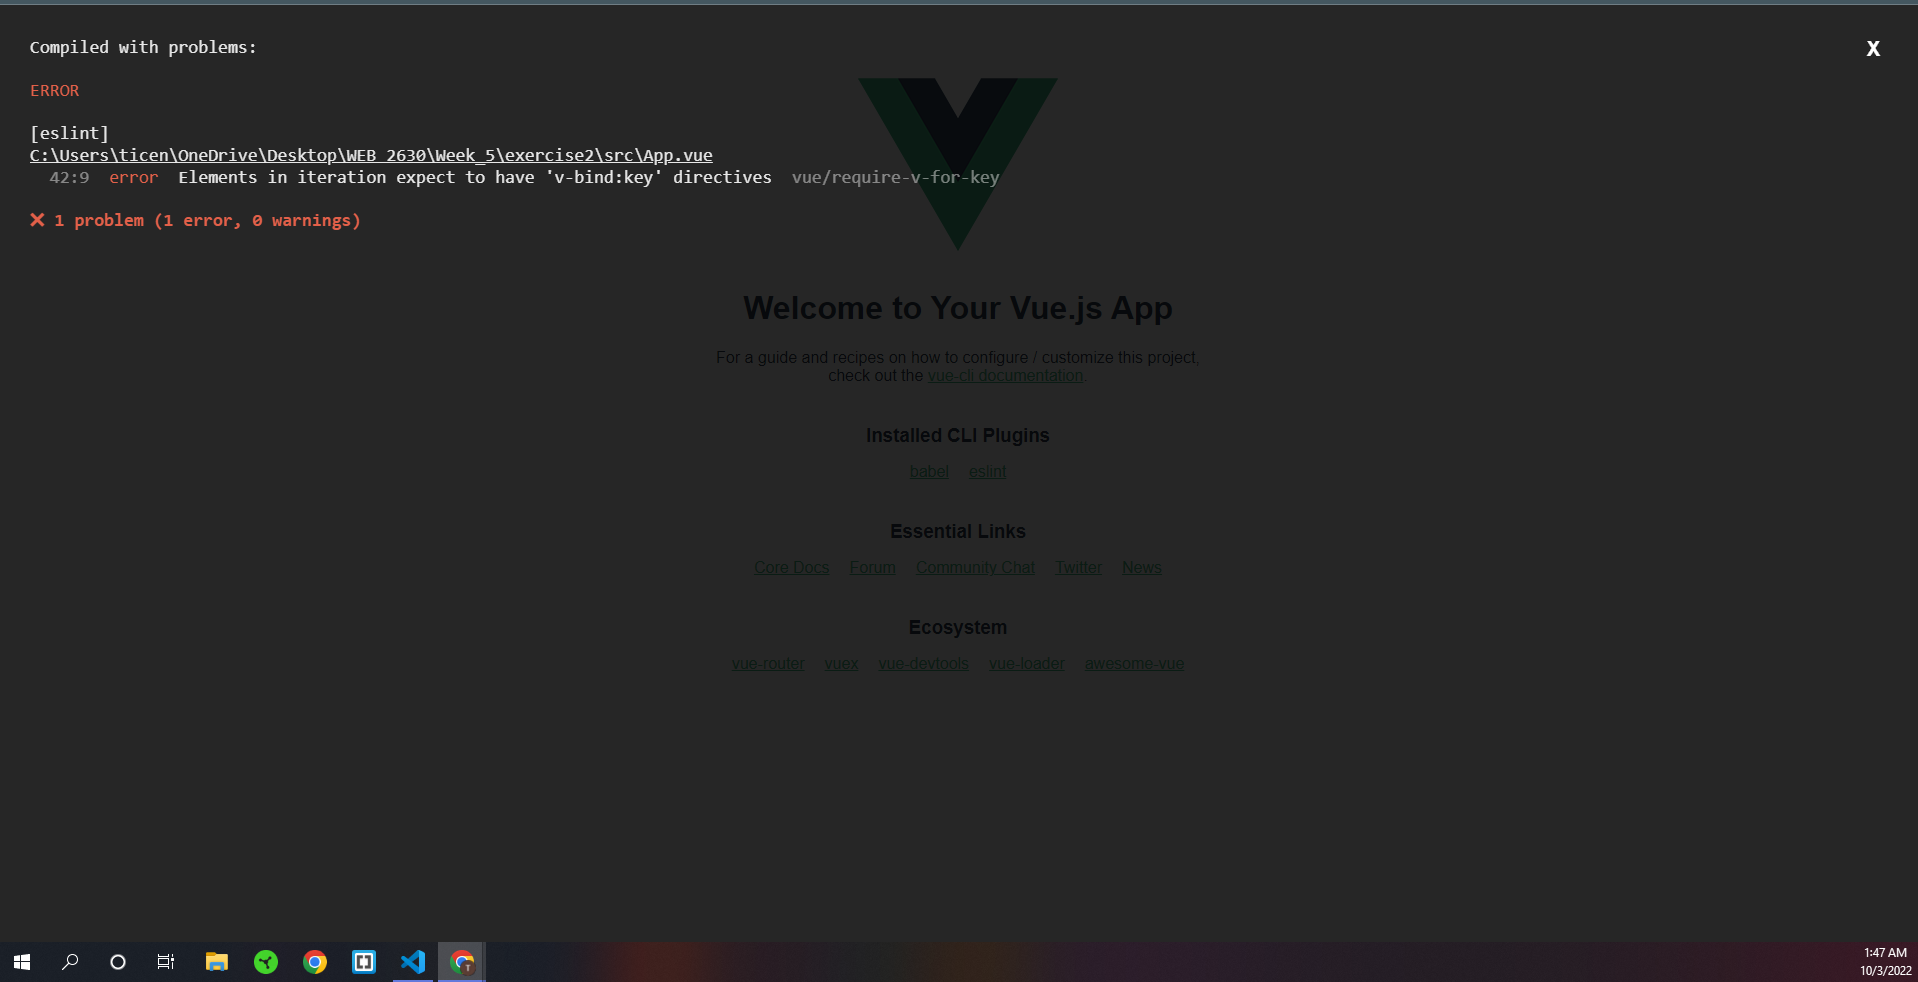 Compiled with problems:
X
ERROR
[eslint]
C:\Users\ticen\OneDrive\Desktop\WEB 2630\Week_5\exercise2\src\App.vue
42:9 error Elements in iteration expect to have 'v-bind:key' directives vue/require-v-for-key
❌ 1 problem (1 error, 0 warnings)
Welcome to Your Vue.js App
For a guide and recipes on how to configure / customize this project,
check out the vue-cli documentation.
Installed CLI Plugins
babel eslint
Essential Links
Core Docs Forum Community Chat Twitter News
Ecosystem
vue-router vuex vue-devtools vue-loader awesome-vue
T
1:47 AM
10/3/2022